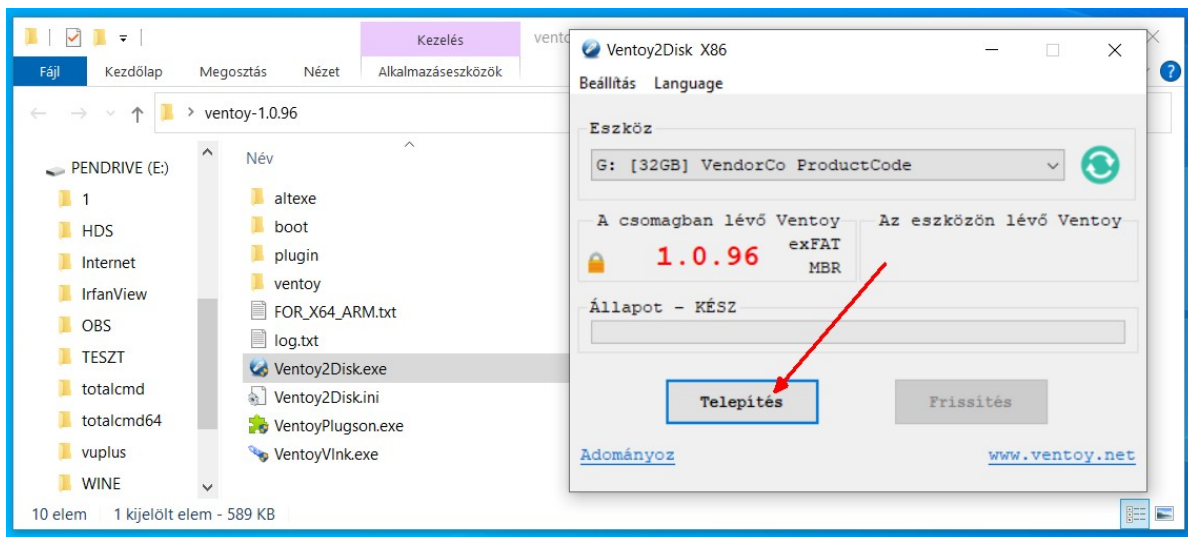 Kezelés
Fájl Kezdőlap Megosztás Nézet Alkalmazáseszközök
ventoy-1.0.96
PENDRIVE (E:)
1
HDS
Internet
IrfanView
OBS
TESZT
totalcmd
totalcmd64
vuplus
WINE
Név
altexe
boot
plugin
ventoy
FOR_X64_ARM.txt
log.txt
Ventoy2Disk.exe
Ventoy2Disk.ini
VentoyPlugson.exe
VentoyVlnk.exe
10 elem 1 kijelölt elem - 589 KB
Ventoy2Disk X86
Beállítás Language
Eszköz
G: [32GB] VendorCo ProductCode
A csomagban lévő Ventoy Az eszközön lévő Ventoy
1.0.96 exFAT
MBR
Állapot - KÉSZ
Telepítés Frissítés
Adományoz www.ventoy.net